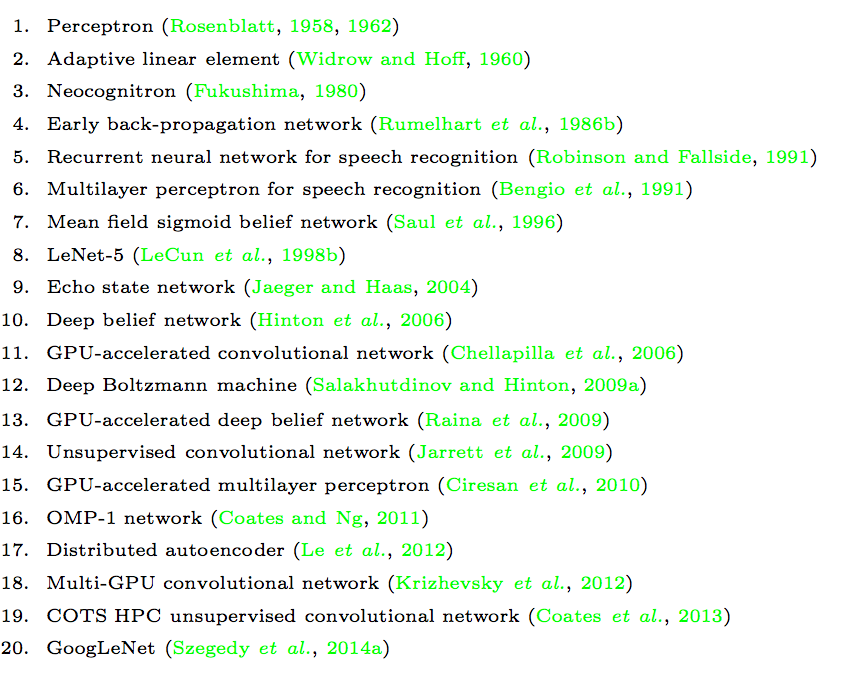 1. Perceptron (Rosenblatt, 1958, 1962)
2. Adaptive linear element (Widrow and Hoff, 1960)
3. Neocognitron (Fukushima, 1980)
4. Early back-propagation network (Rumelhart et al., 1986b)
5. Recurrent neural network for speech recognition (Robinson and Fallside, 1991)
6. Multilayer perceptron for speech recognition (Bengio et al., 1991)
7. Mean field sigmoid belief network (Saul et al., 1996)
8. LeNet-5 (LeCun et al., 1998b)
9. Echo state network (Jaeger and Haas, 2004)
10. Deep belief network (Hinton et al., 2006)
11. GPU-accelerated convolutional network (Chellapilla et al., 2006)
12. Deep Boltzmann machine (Salakhutdinov and Hinton, 2009a)
13. GPU-accelerated deep belief network (Raina et al., 2009)
14. Unsupervised convolutional network (Jarrett et al., 2009)
15. GPU-accelerated multilayer perceptron (Ciresan et al., 2010)
16. OMP-1 network (Coates and Ng, 2011)
17. Distributed autoencoder (Le et al., 2012)
18. Multi-GPU convolutional network (Krizhevsky et al., 2012)
19. COTS HPC unsupervised convolutional network (Coates et al., 2013)
20. GoogLeNet (Szegedy et al., 2014a)